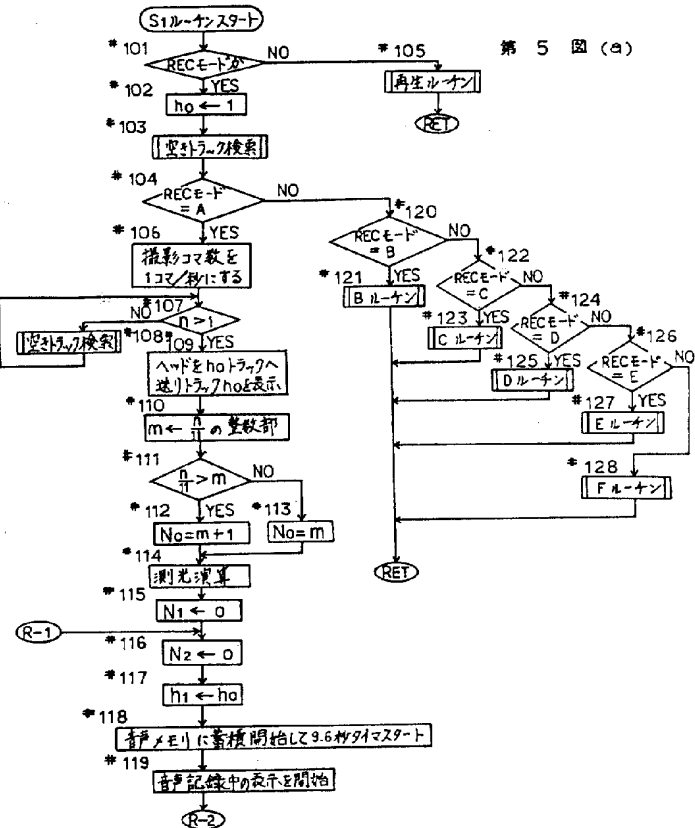 第 5 図 (a)
S1ルーチンスタート
#101
RECモードか
NO
YES
#105
再生ルーチン
RET
#102
h0 ← 1
#103
空きトラック検索
#104
RECモード
= A
NO
YES
#106
撮影コマ数を
1コマ/秒にする
#107
n > 1
NO
YES
#108
空きトラック検索
#109
ヘッドをh0トラックへ
送りトラックh0を表示
#110
m ← n/11 の整数部
#111
n/11 > m
NO
YES
#112
N0=m+1
#113
N0=m
#114
測光演算
#115
N1 ← 0
R-1
#116
N2 ← 0
#117
h1 ← h0
#118
音声メモリに蓄積開始して9.6秒タイマスタート
#119
音声記録中の表示を開始
R-2
#120
RECモード
= B
NO
YES
#121
Bルーチン
#122
RECモード
= C
NO
YES
#123
Cルーチン
#124
RECモード
= D
NO
YES
#125
Dルーチン
#126
RECモード
= E
NO
YES
#127
Eルーチン
#128
Fルーチン
RET